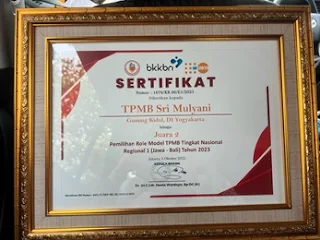 bkkbn
SERTIFIKAT
diberikan kepada
TPMB Sri Mulyani
Gunung Kidul, DI Yogyakarta
Sebagai
Juara 2
Pemilihan Role Model TPMB Tingkat Nasional
Regional 1 (Jawa - Bali) Tahun 2023